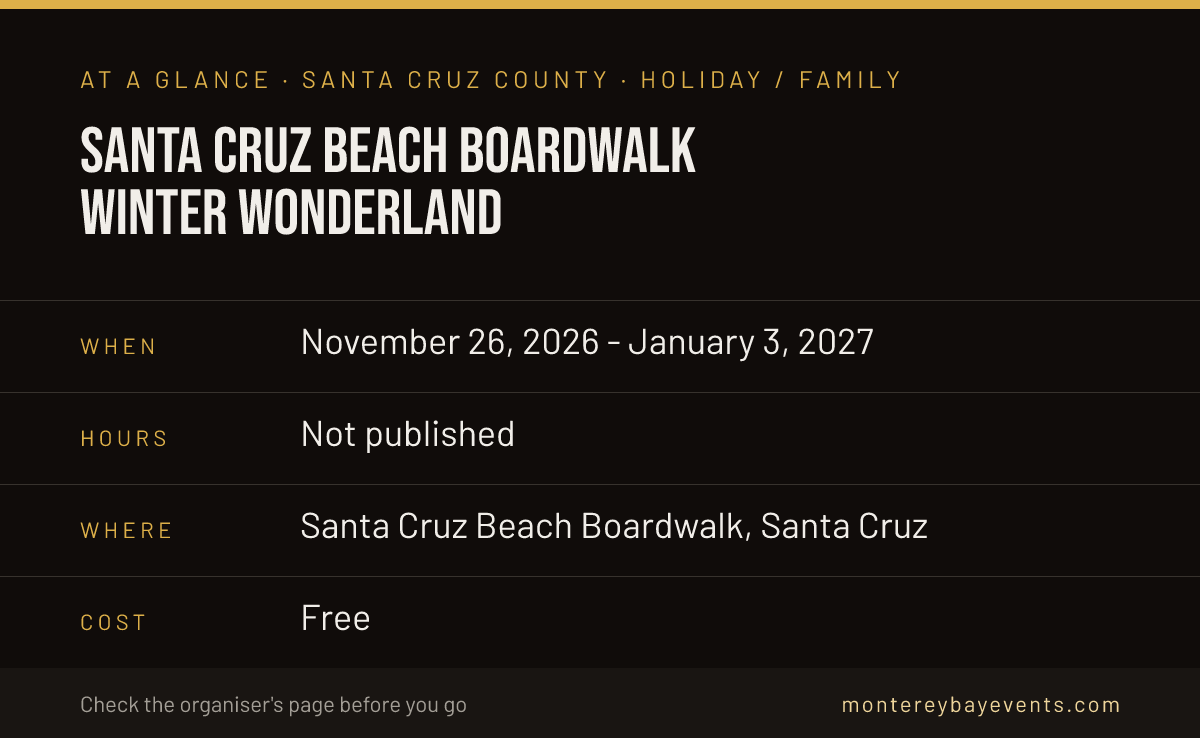 AT A GLANCE · SANTA CRUZ COUNTY · HOLIDAY / FAMILY
SANTA CRUZ BEACH BOARDWALK
WINTER WONDERLAND
WHEN November 26, 2026 - January 3, 2027
HOURS Not published
WHERE Santa Cruz Beach Boardwalk, Santa Cruz
COST Free
Check the organiser's page before you go montereybayevents.com